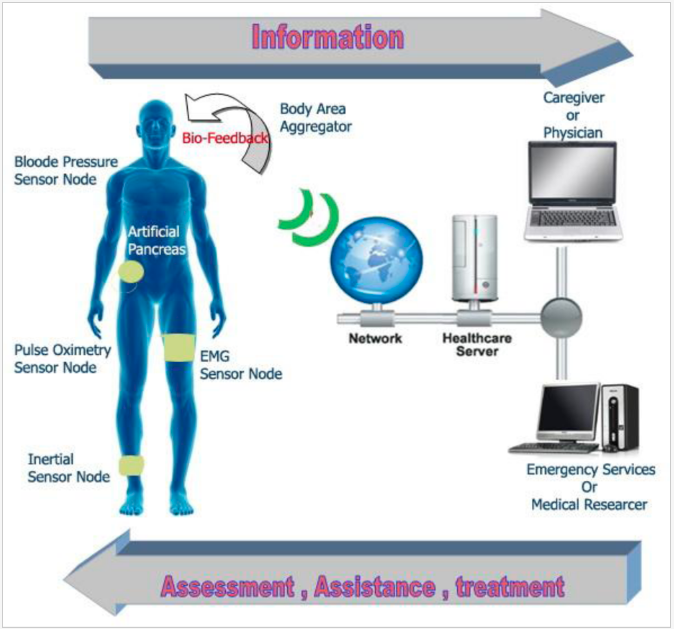 Information
Body Area
Aggregator
Bio-Feedback
Caregiver
or
Physician
Bloode Pressure
Sensor Node
Artificial
Pancreas
Network
Healthcare
Server
Pulse Oximetry
Sensor Node
EMG
Sensor Node
Inertial
Sensor Node
Emergency Services
Or
Medical Researcer
Assessment , Assistance , treatment